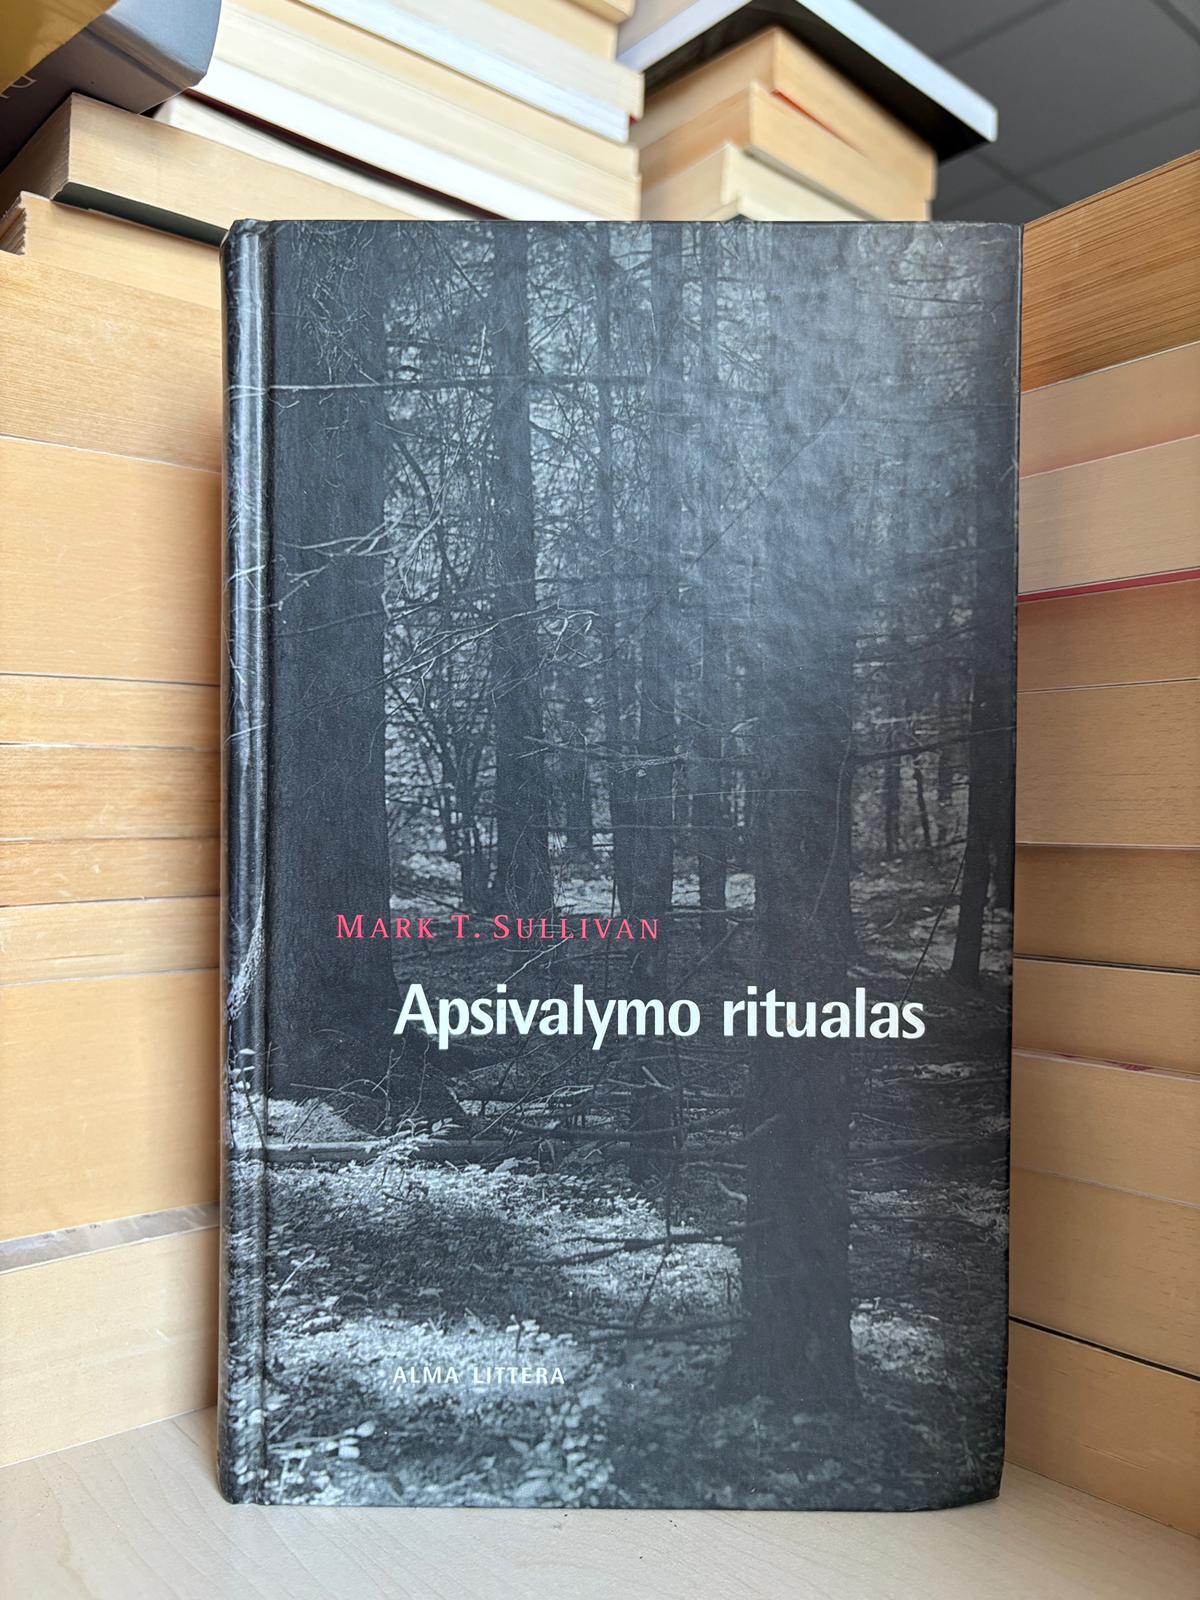 MARK T. SULLIVAN
Apsivalymo ritualas
ALMA LITTERA